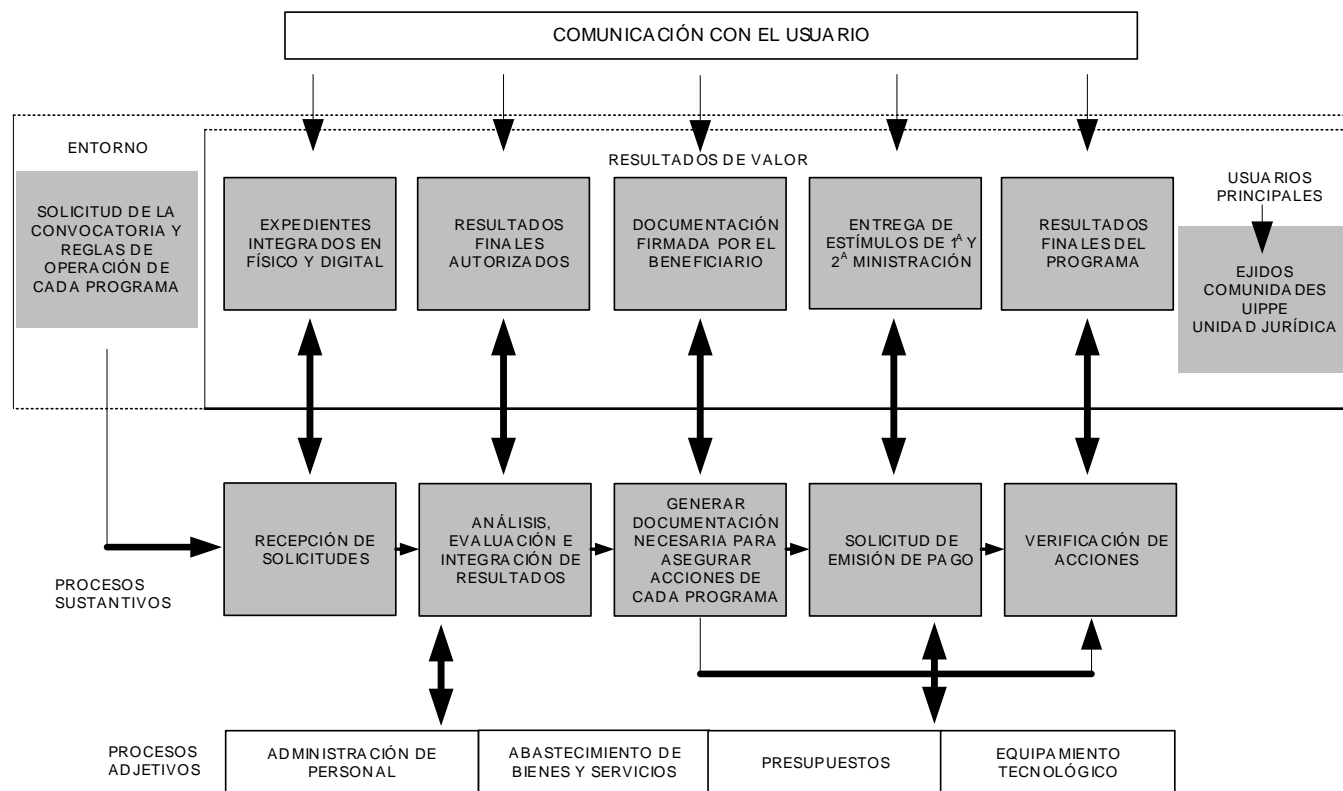 COMUNICACIÓN CON EL USUARIO
ENTORNO
RESULTADOS DE VALOR
SOLICITUD DE LA
CONVOCATORIA Y
REGLAS DE
OPERACIÓN DE
CADA PROGRAMA
EXPEDIENTES
INTEGRADOS EN
FÍSICO Y DIGITAL
RESULTADOS
FINALES
AUTORIZADOS
DOCUMENTACIÓN
FIRMADA POR EL
BENEFICIARIO
ENTREGA DE
ESTÍMULOS DE 1ᴬ Y
2ᴬ MINISTRACIÓN
RESULTADOS
FINALES DEL
PROGRAMA
USUARIOS
PRINCIPALES
EJIDOS
COMUNIDADES
UIPPE
UNIDAD JURÍDICA
PROCESOS
SUSTANTIVOS
RECEPCIÓN DE
SOLICITUDES
ANÁLISIS,
EVALUACIÓN E
INTEGRACIÓN DE
RESULTADOS
GENERAR
DOCUMENTACIÓN
NECESARIA PARA
ASEGURAR
ACCIONES DE
CADA PROGRAMA
SOLICITUD DE
EMISIÓN DE PAGO
VERIFICACIÓN DE
ACCIONES
PROCESOS
ADJETIVOS
ADMINISTRACIÓN DE
PERSONAL
ABASTECIMIENTO DE
BIENES Y SERVICIOS
PRESUPUESTOS
EQUIPAMIENTO
TECNOLÓGICO